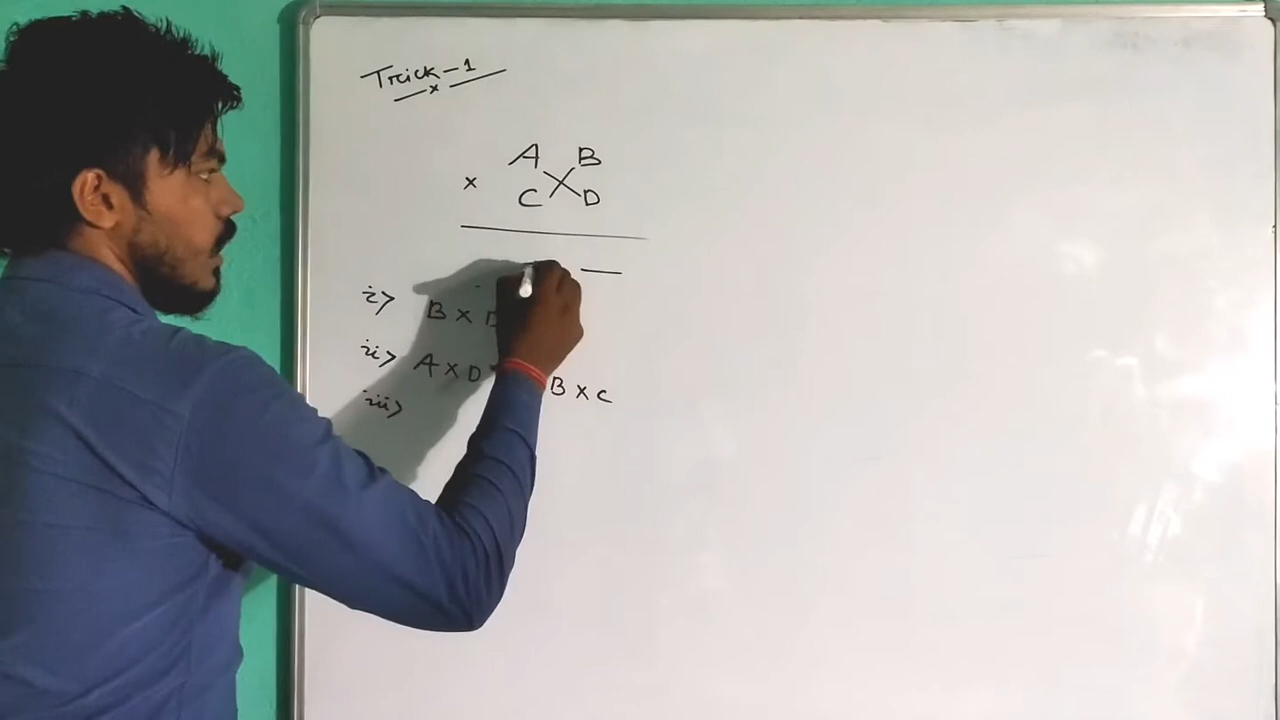 Trick-1
x
A B
x C D
i> B x D
ii> A x D B x C
iii>